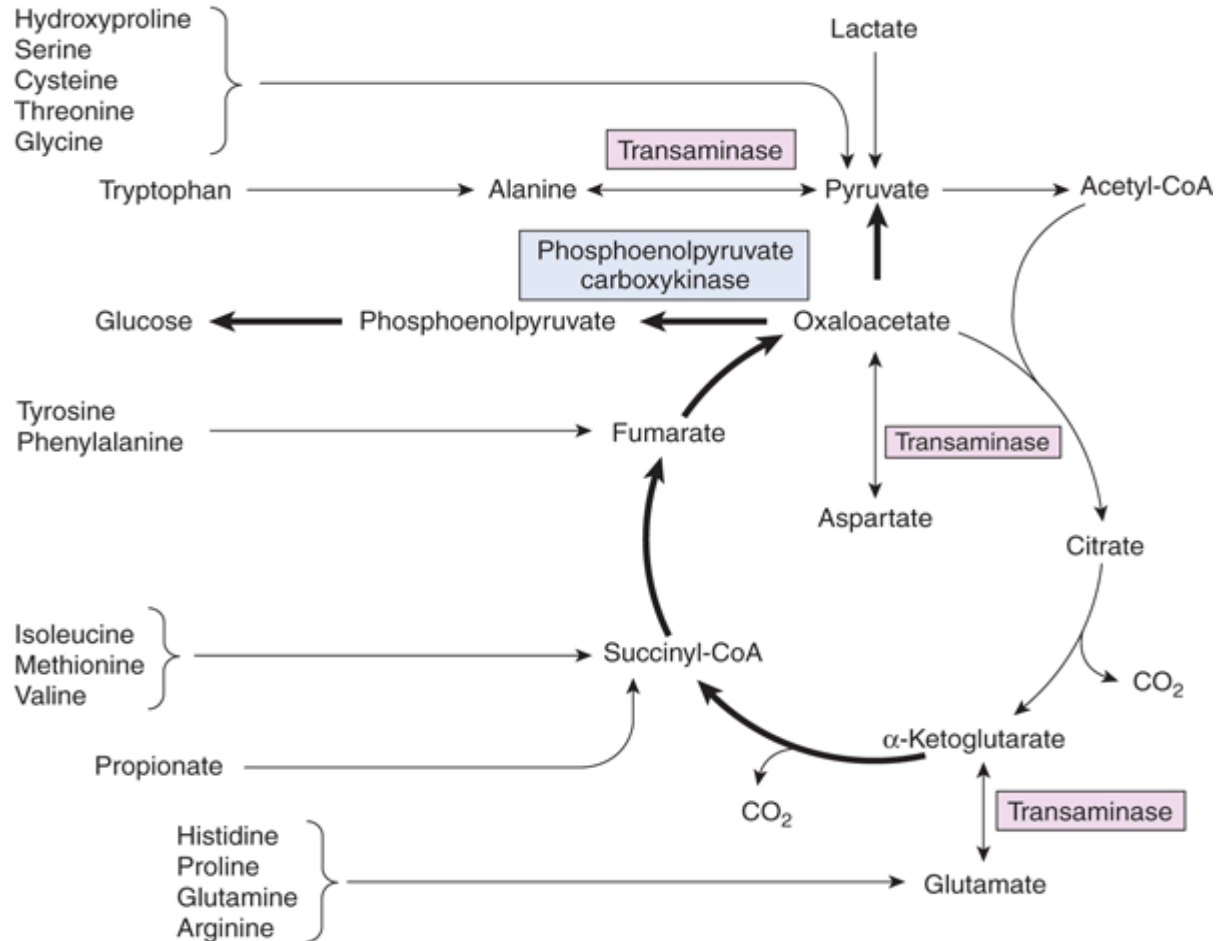 Hydroxyproline
Serine
Cysteine
Threonine
Glycine
Lactate
Transaminase
Tryptophan
Alanine
Pyruvate
Acetyl-CoA
Phosphoenolpyruvate
carboxykinase
Glucose
Phosphoenolpyruvate
Oxaloacetate
Tyrosine
Phenylalanine
Fumarate
Transaminase
Aspartate
Citrate
Isoleucine
Methionine
Valine
Succinyl-CoA
CO₂
Propionate
α-Ketoglutarate
CO₂
Transaminase
Histidine
Proline
Glutamine
Arginine
Glutamate